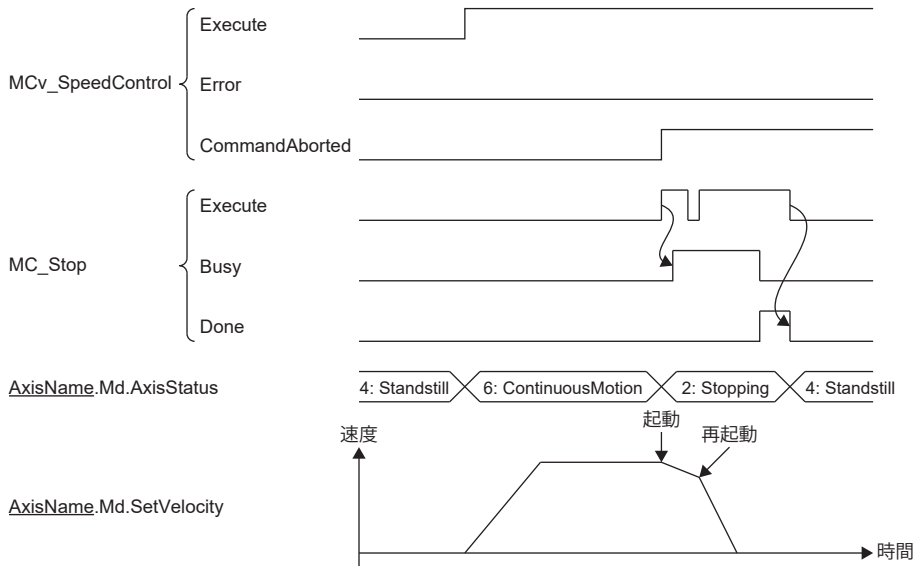 Execute
MCv_SpeedControl
Error
CommandAborted
Execute
MC_Stop
Busy
Done
AxisName.Md.AxisStatus
4: Standstill
6: ContinuousMotion
2: Stopping
4: Standstill
速度
起動
再起動
AxisName.Md.SetVelocity
時間